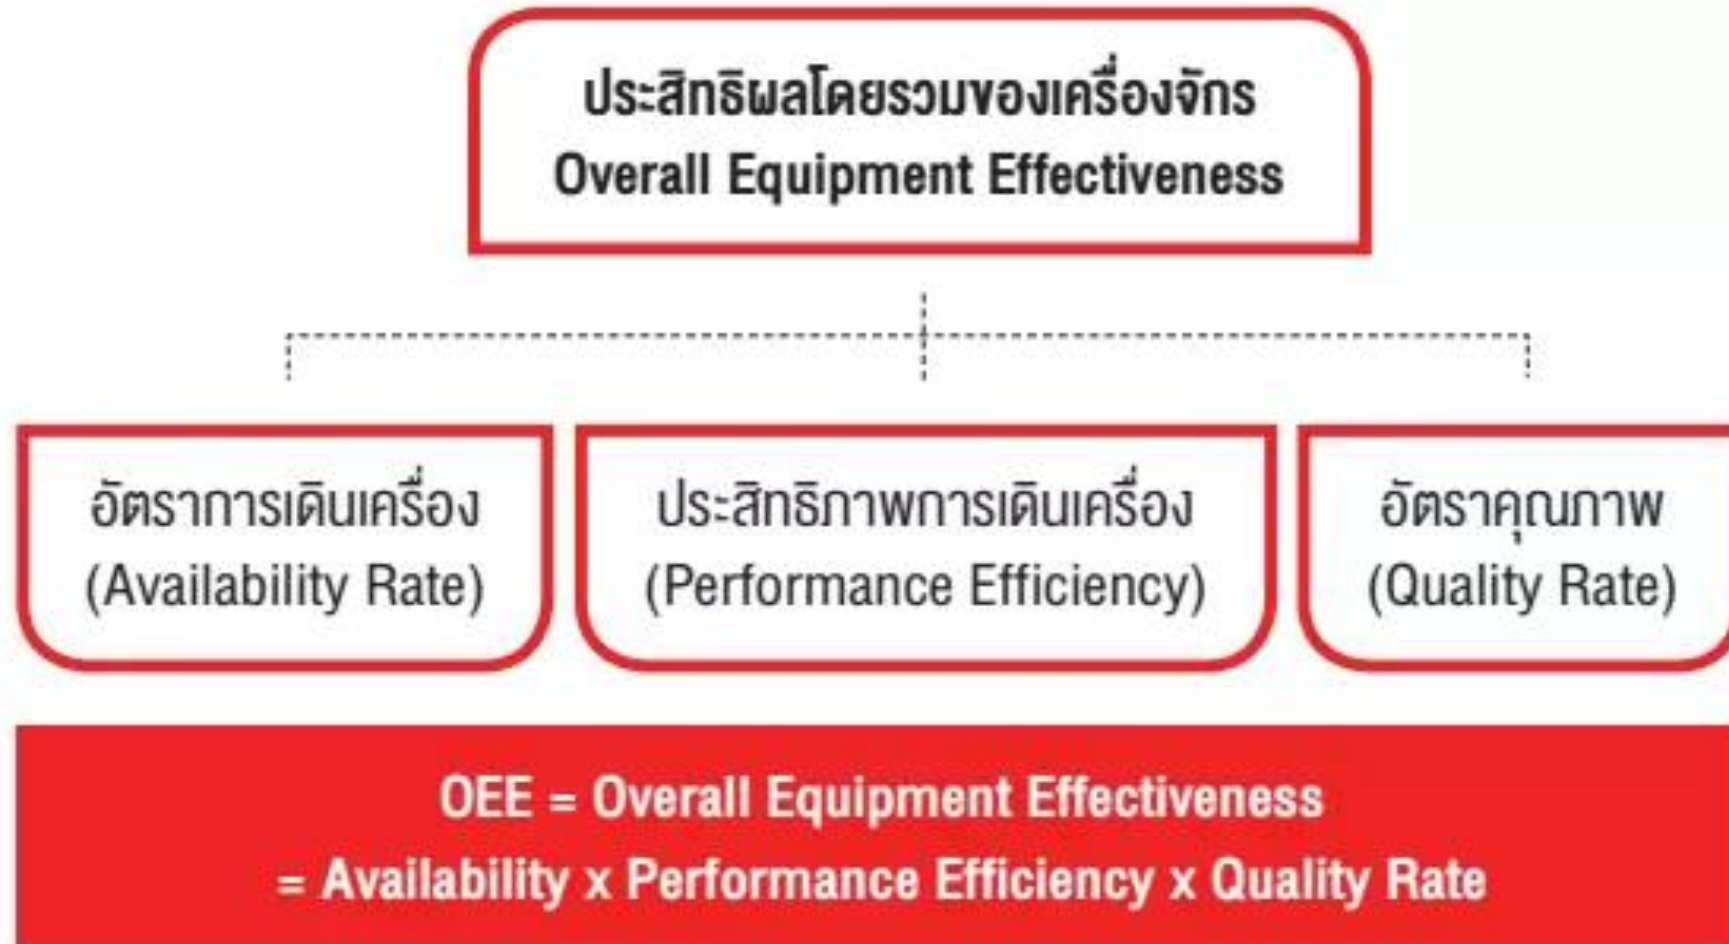 ประสิทธิผลโดยรวมของเครื่องจักร
Overall Equipment Effectiveness
อัตราการเดินเครื่อง
(Availability Rate)
ประสิทธิภาพการเดินเครื่อง
(Performance Efficiency)
อัตราคุณภาพ
(Quality Rate)
OEE = Overall Equipment Effectiveness
= Availability x Performance Efficiency x Quality Rate